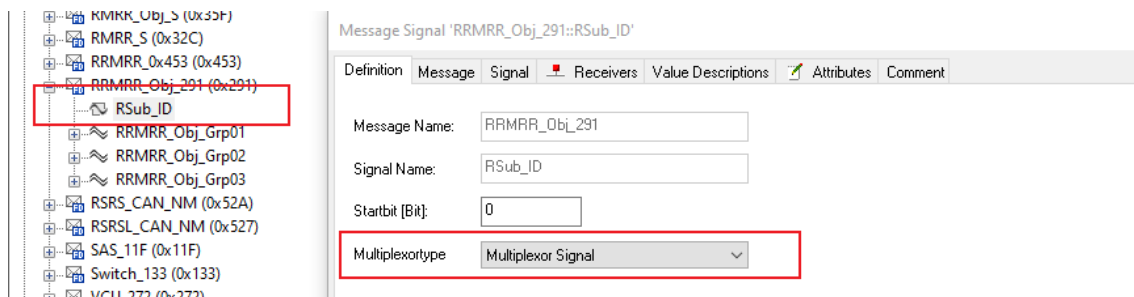 RMRR_Obj_S (0x35F)
RMRR_S (0x32C)
RRMRR_0x453 (0x453)
RRMRR_Obj_291 (0x291)
RSub_ID
RRMRR_Obj_Grp01
RRMRR_Obj_Grp02
RRMRR_Obj_Grp03
RSRS_CAN_NM (0x52A)
RSRSL_CAN_NM (0x527)
SAS_11F (0x11F)
Switch_133 (0x133)
VCU_272 (0x272)
Message Signal 'RRMRR_Obj_291::RSub_ID'
Definition Message Signal Receivers Value Descriptions Attributes Comment
Message Name: RRMRR_Obj_291
Signal Name: RSub_ID
Startbit [Bit]: 0
Multiplexortype Multiplexor Signal